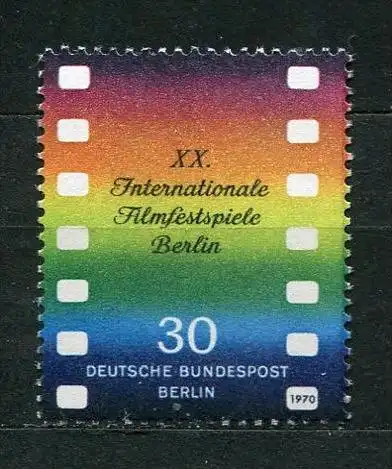 XX.
Internationale
Filmfestspiele
Berlin
30
DEUTSCHE BUNDESPOST
BERLIN
1970